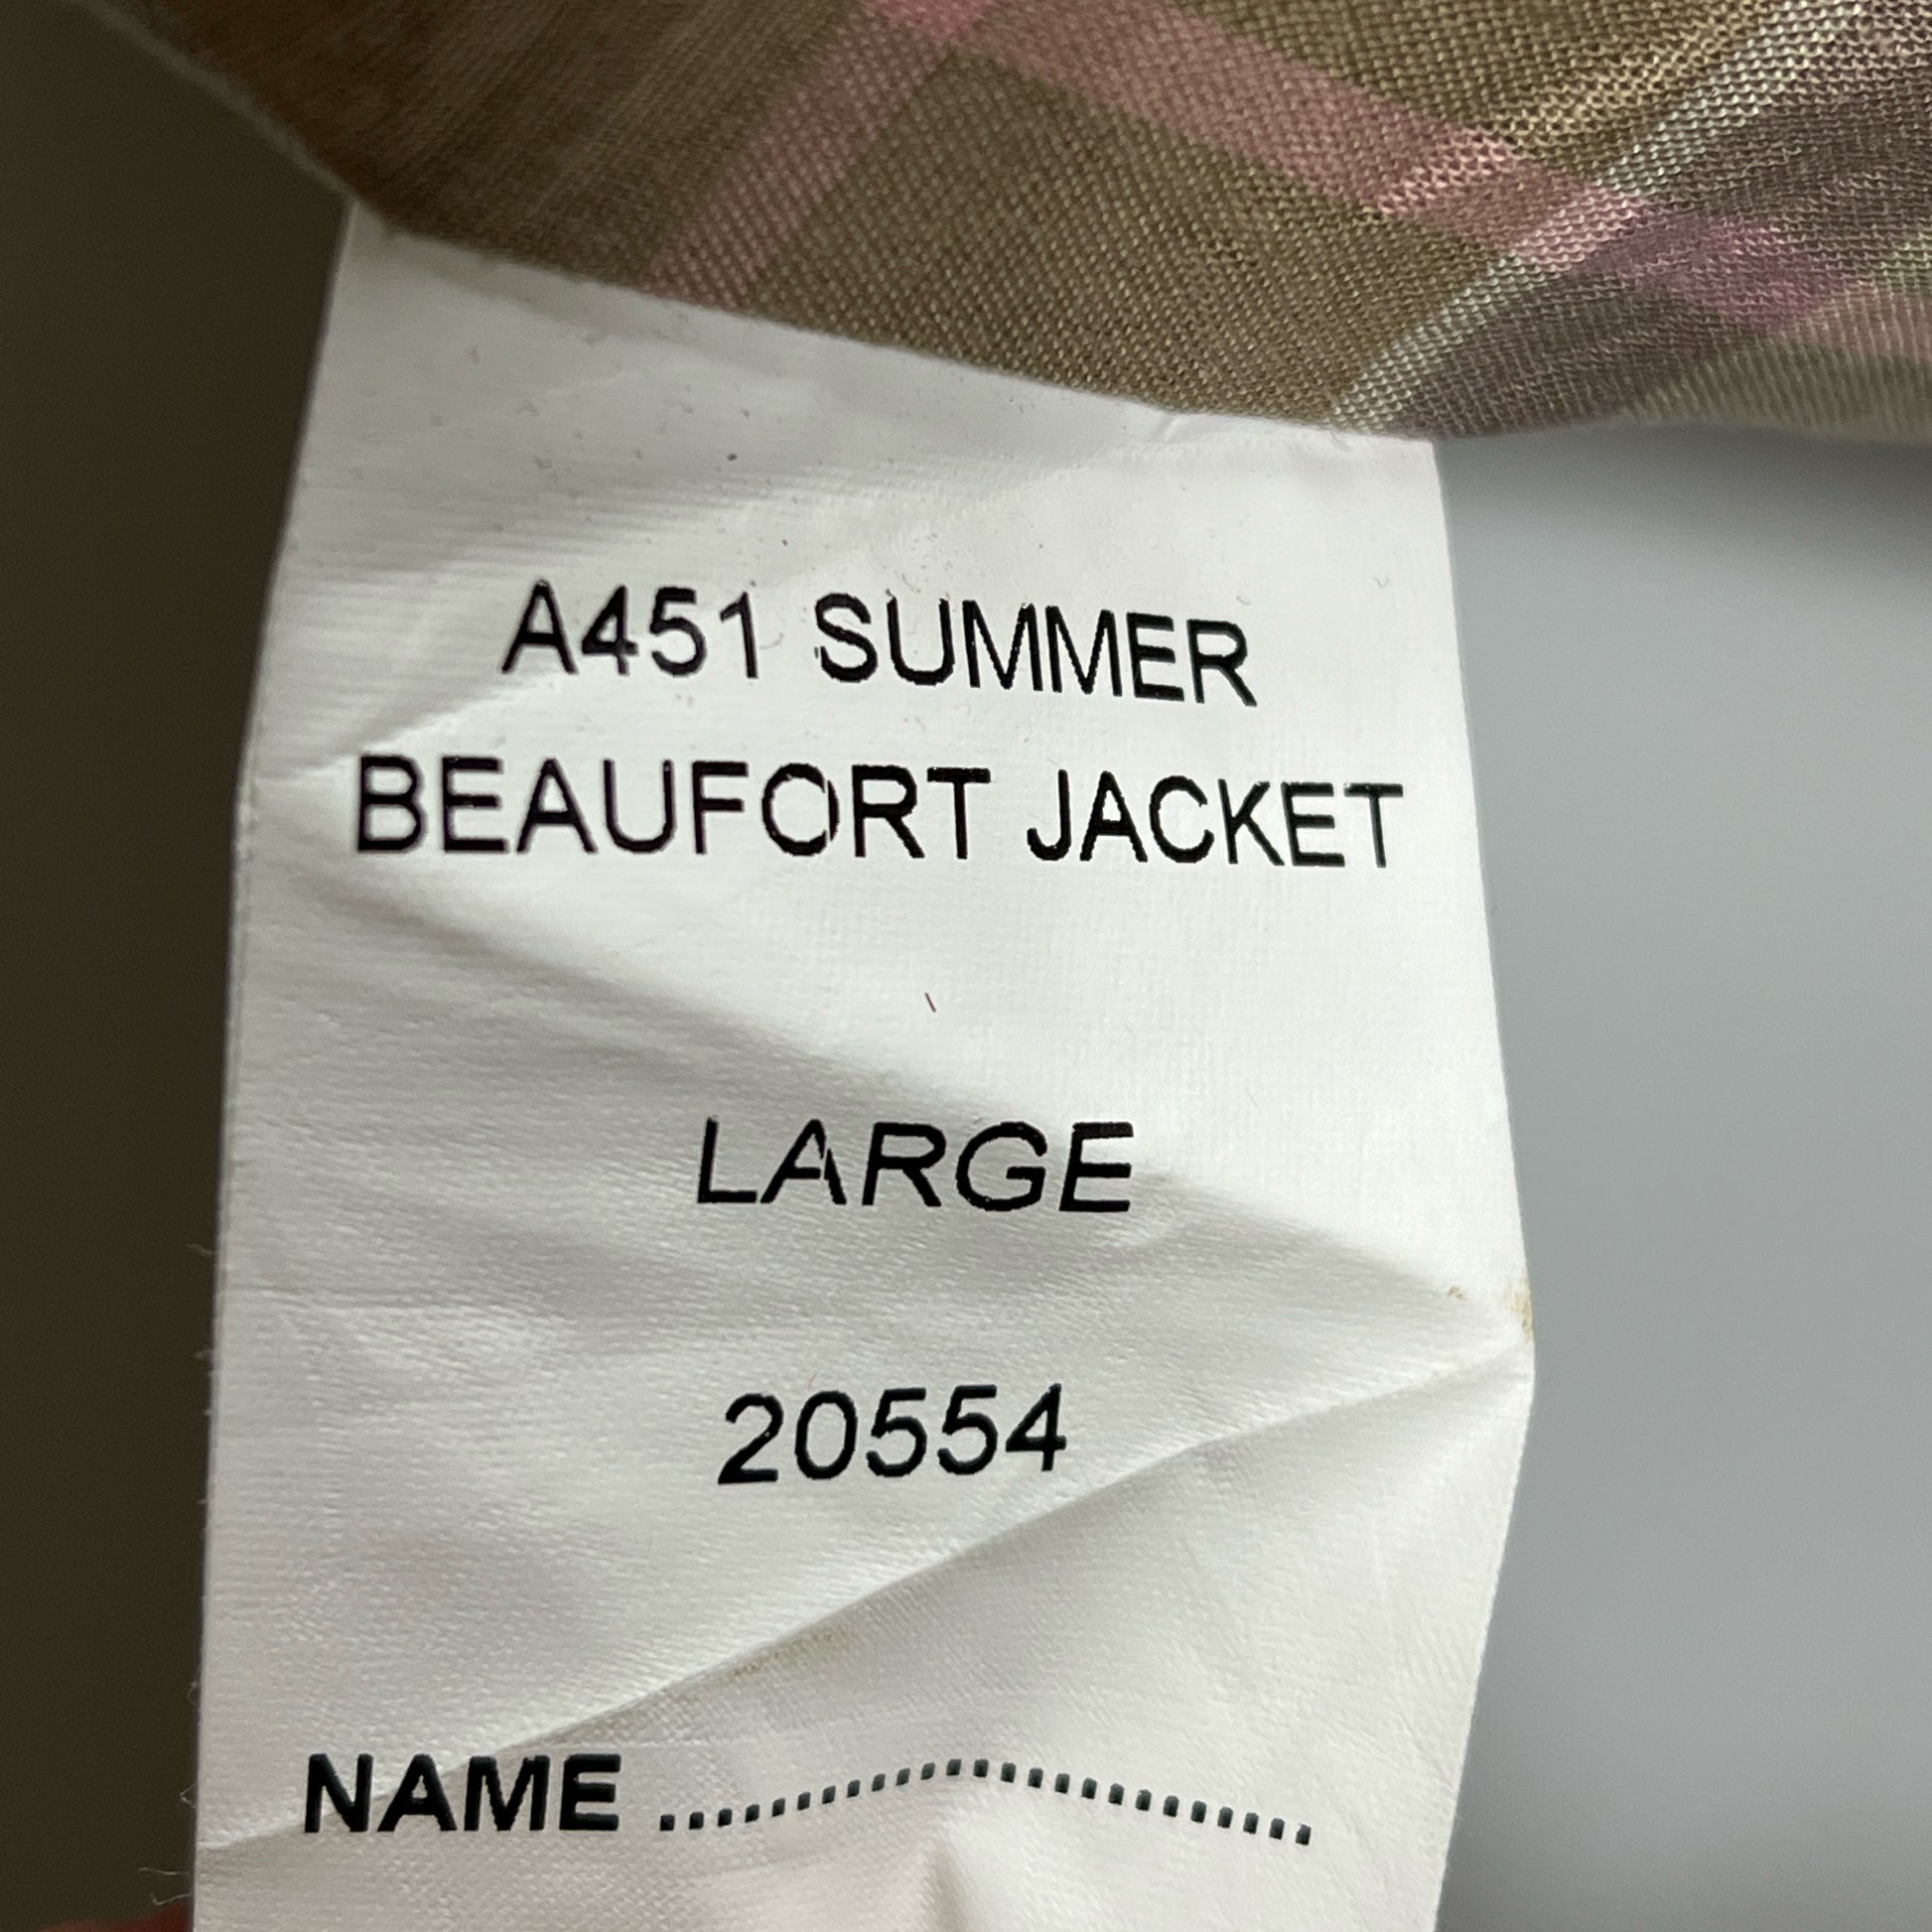 A451 SUMMER
BEAUFORT JACKET
LARGE
20554
NAME .........................